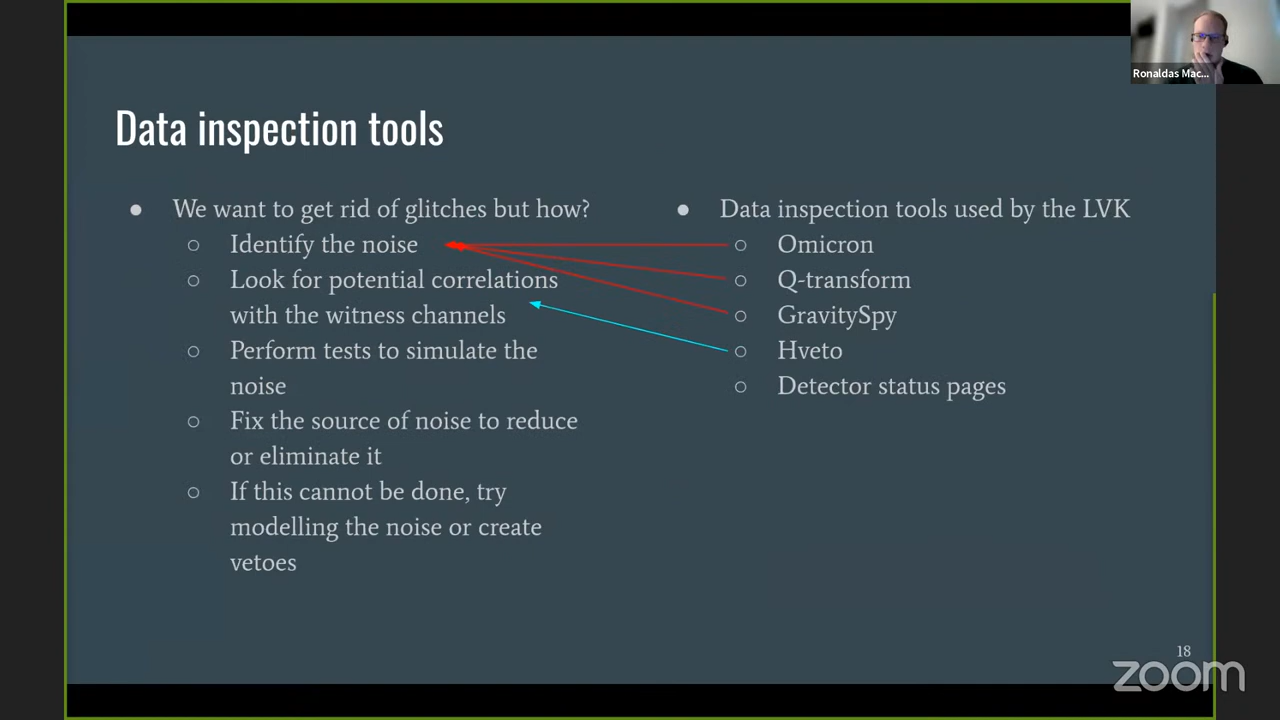 Ronaldas Mac...
Data inspection tools
● We want to get rid of glitches but how?
○ Identify the noise
○ Look for potential correlations
with the witness channels
○ Perform tests to simulate the
noise
○ Fix the source of noise to reduce
or eliminate it
○ If this cannot be done, try
modelling the noise or create
vetoes
● Data inspection tools used by the LVK
○ Omicron
○ Q-transform
○ GravitySpy
○ Hveto
○ Detector status pages
18
zoom